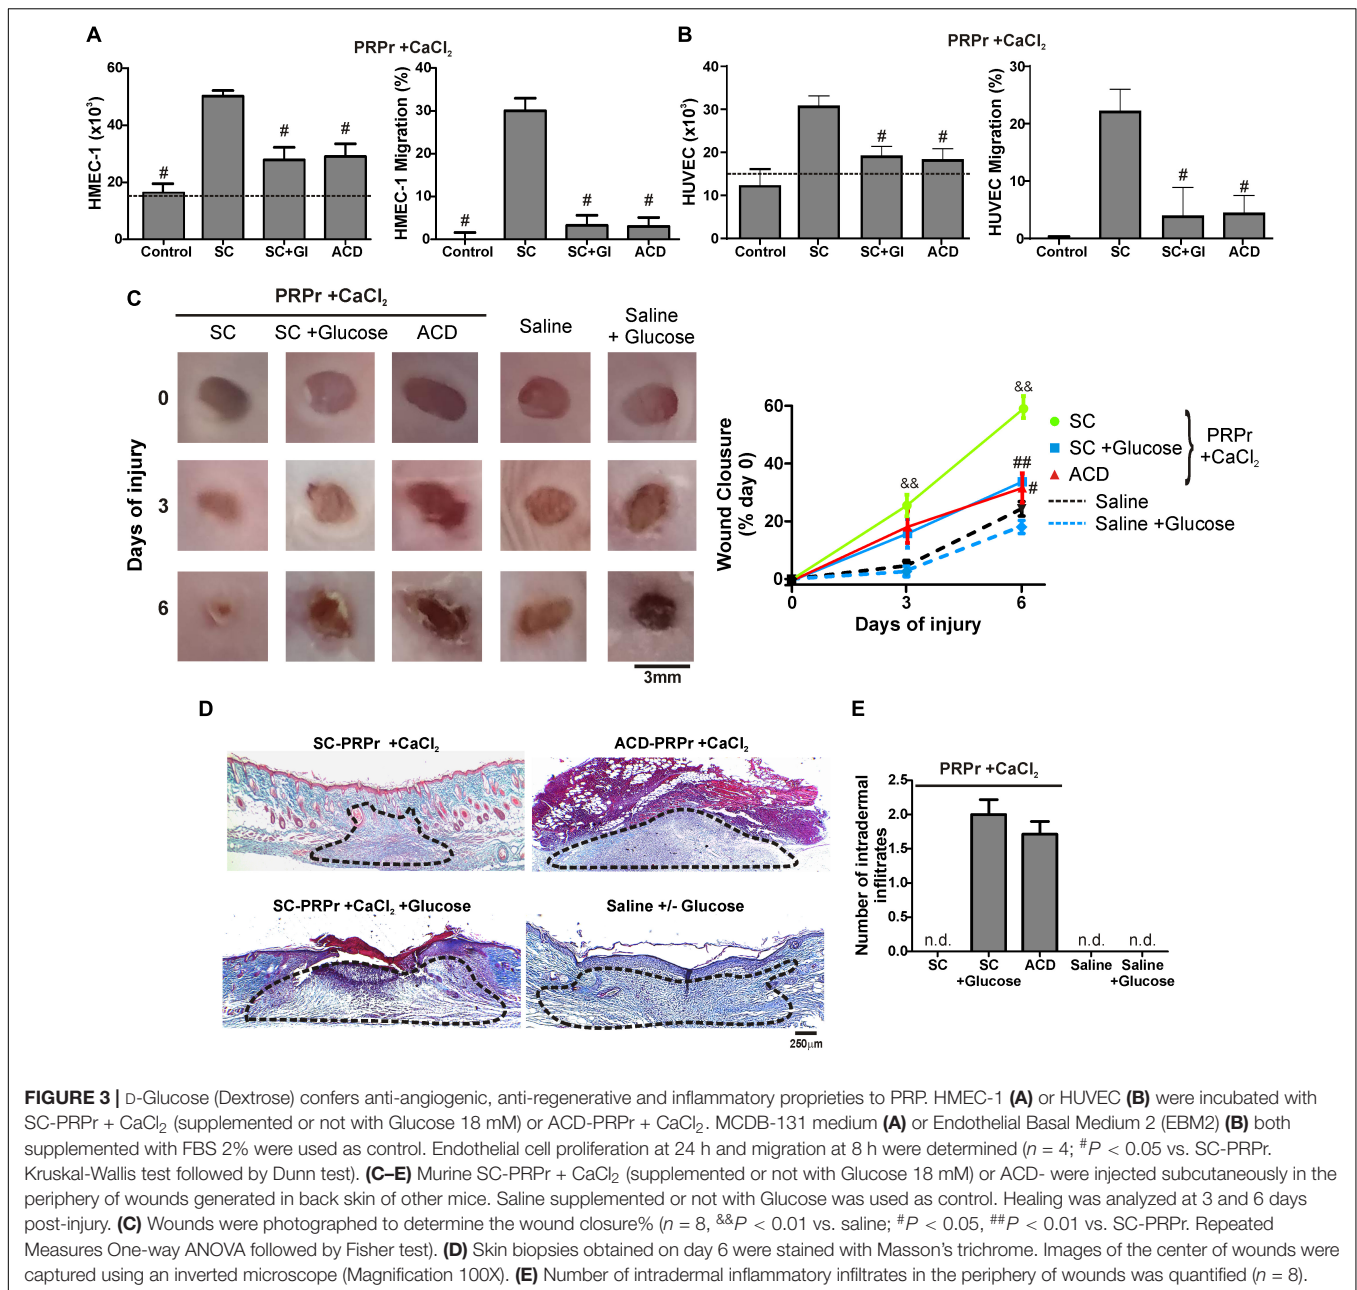 A
PRPr +CaCl₂
HMEC-1 (x10³)
60
40
20
0
#
#
#
Control
SC
SC+Gl
ACD
HMEC-1 Migration (%)
40
30
20
10
0
#
#
#
Control
SC
SC+Gl
ACD
B
PRPr +CaCl₂
HUVEC (x10³)
40
30
20
10
0
#
#
Control
SC
SC+Gl
ACD
HUVEC Migration (%)
30
20
10
0
#
#
Control
SC
SC+Gl
ACD
C
PRPr +CaCl₂
SC
SC +Glucose
ACD
Saline
Saline
+ Glucose
Days of injury
0
3
6
3mm
Wound Clousure
(% day 0)
60
40
20
0
&&
&&
##
#
0
3
6
Days of injury
SC
SC +Glucose
ACD
PRPr
+CaCl₂
Saline
Saline +Glucose
D
SC-PRPr +CaCl₂
ACD-PRPr +CaCl₂
SC-PRPr +CaCl₂ +Glucose
Saline +/- Glucose
250µm
E
PRPr +CaCl₂
Number of intradermal
inflitrates
2.5
2.0
1.5
1.0
0.5
0.0
n.d.
n.d.
n.d.
SC
SC
+Glucose
ACD
Saline
Saline
+Glucose
FIGURE 3 | D-Glucose (Dextrose) confers anti-angiogenic, anti-regenerative and inflammatory proprieties to PRP. HMEC-1 (A) or HUVEC (B) were incubated with
SC-PRPr + CaCl₂ (supplemented or not with Glucose 18 mM) or ACD-PRPr + CaCl₂. MCDB-131 medium (A) or Endothelial Basal Medium 2 (EBM2) (B) both
supplemented with FBS 2% were used as control. Endothelial cell proliferation at 24 h and migration at 8 h were determined (n = 4; #P < 0.05 vs. SC-PRPr.
Kruskal-Wallis test followed by Dunn test). (C–E) Murine SC-PRPr + CaCl₂ (supplemented or not with Glucose 18 mM) or ACD- were injected subcutaneously in the
periphery of wounds generated in back skin of other mice. Saline supplemented or not with Glucose was used as control. Healing was analyzed at 3 and 6 days
post-injury. (C) Wounds were photographed to determine the wound closure% (n = 8, &&P < 0.01 vs. saline; #P < 0.05, ##P < 0.01 vs. SC-PRPr. Repeated
Measures One-way ANOVA followed by Fisher test). (D) Skin biopsies obtained on day 6 were stained with Masson's trichrome. Images of the center of wounds were
captured using an inverted microscope (Magnification 100X). (E) Number of intradermal inflammatory infiltrates in the periphery of wounds was quantified (n = 8).